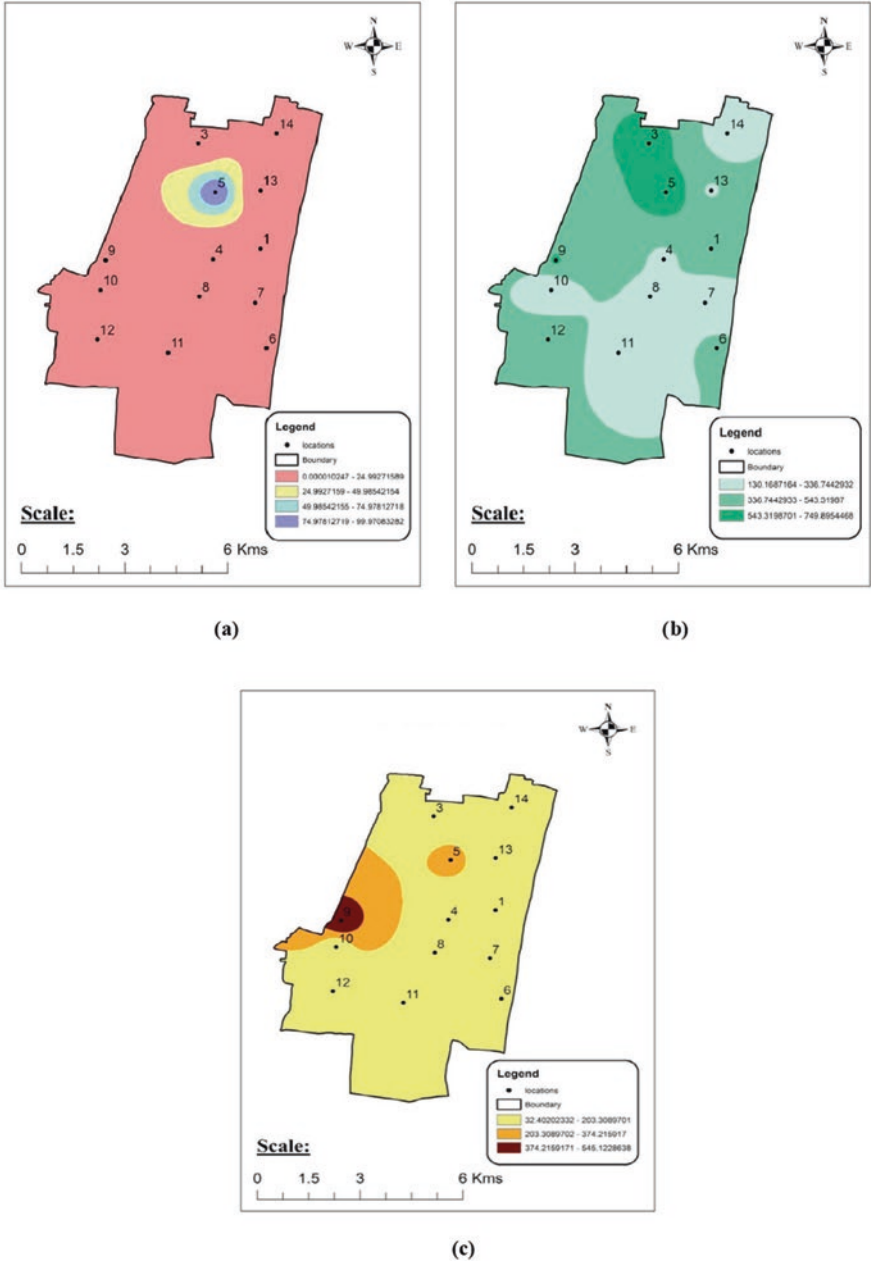 N
W E
S
3
14
5
13
1
9
4
10
8
7
12
11
6
Legend
locations
Boundary
0.000010247 - 24.99271589
24.9927159 - 49.98542154
49.98542155 - 74.97812718
74.97812719 - 99.97083282
Scale:
0 1.5 3 6 Kms
(a)
N
W E
S
3
14
5
13
1
9
4
10
8
7
12
11
6
Legend
locations
Boundary
130.1687164 - 336.7442932
336.7442933 - 543.31987
543.3198701 - 749.8954468
Scale:
0 1.5 3 6 Kms
(b)
N
W E
S
3
14
5
13
9
4
1
10
8
7
12
11
6
Legend
locations
Boundary
32.40202332 - 203.3089701
203.3089702 - 374.215917
374.2159171 - 545.1228638
Scale:
0 1.5 3 6 Kms
(c)